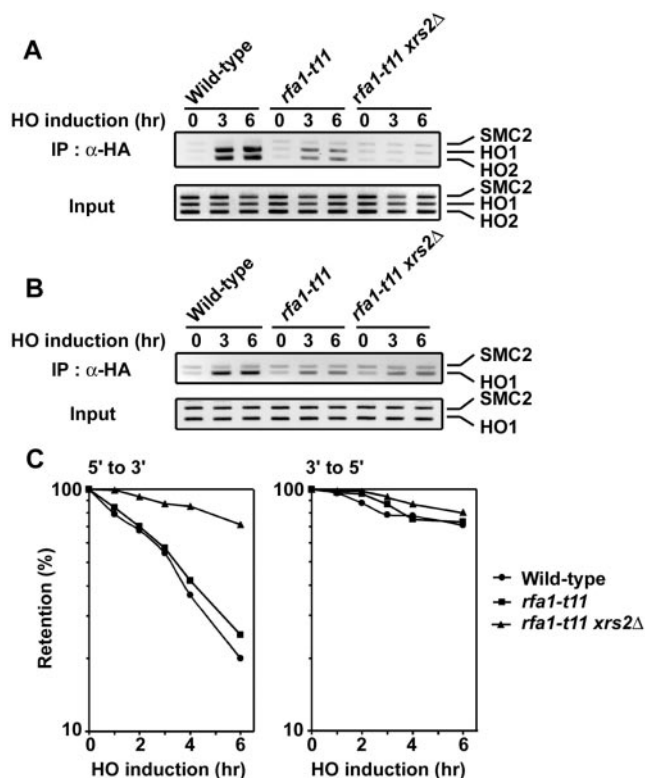 A
Wild-type
rfa1-t11
rfa1-t11 xrs2Δ
HO induction (hr) 0 3 6 0 3 6 0 3 6
IP : α-HA
SMC2
HO1
HO2
Input
SMC2
HO1
HO2
B
Wild-type
rfa1-t11
rfa1-t11 xrs2Δ
HO induction (hr) 0 3 6 0 3 6 0 3 6
IP : α-HA
SMC2
HO1
Input
SMC2
HO1
C
5' to 3'
3' to 5'
Retention (%)
100
10
0 2 4 6
HO induction (hr)
100
10
0 2 4 6
HO induction (hr)
Wild-type
rfa1-t11
rfa1-t11 xrs2Δ